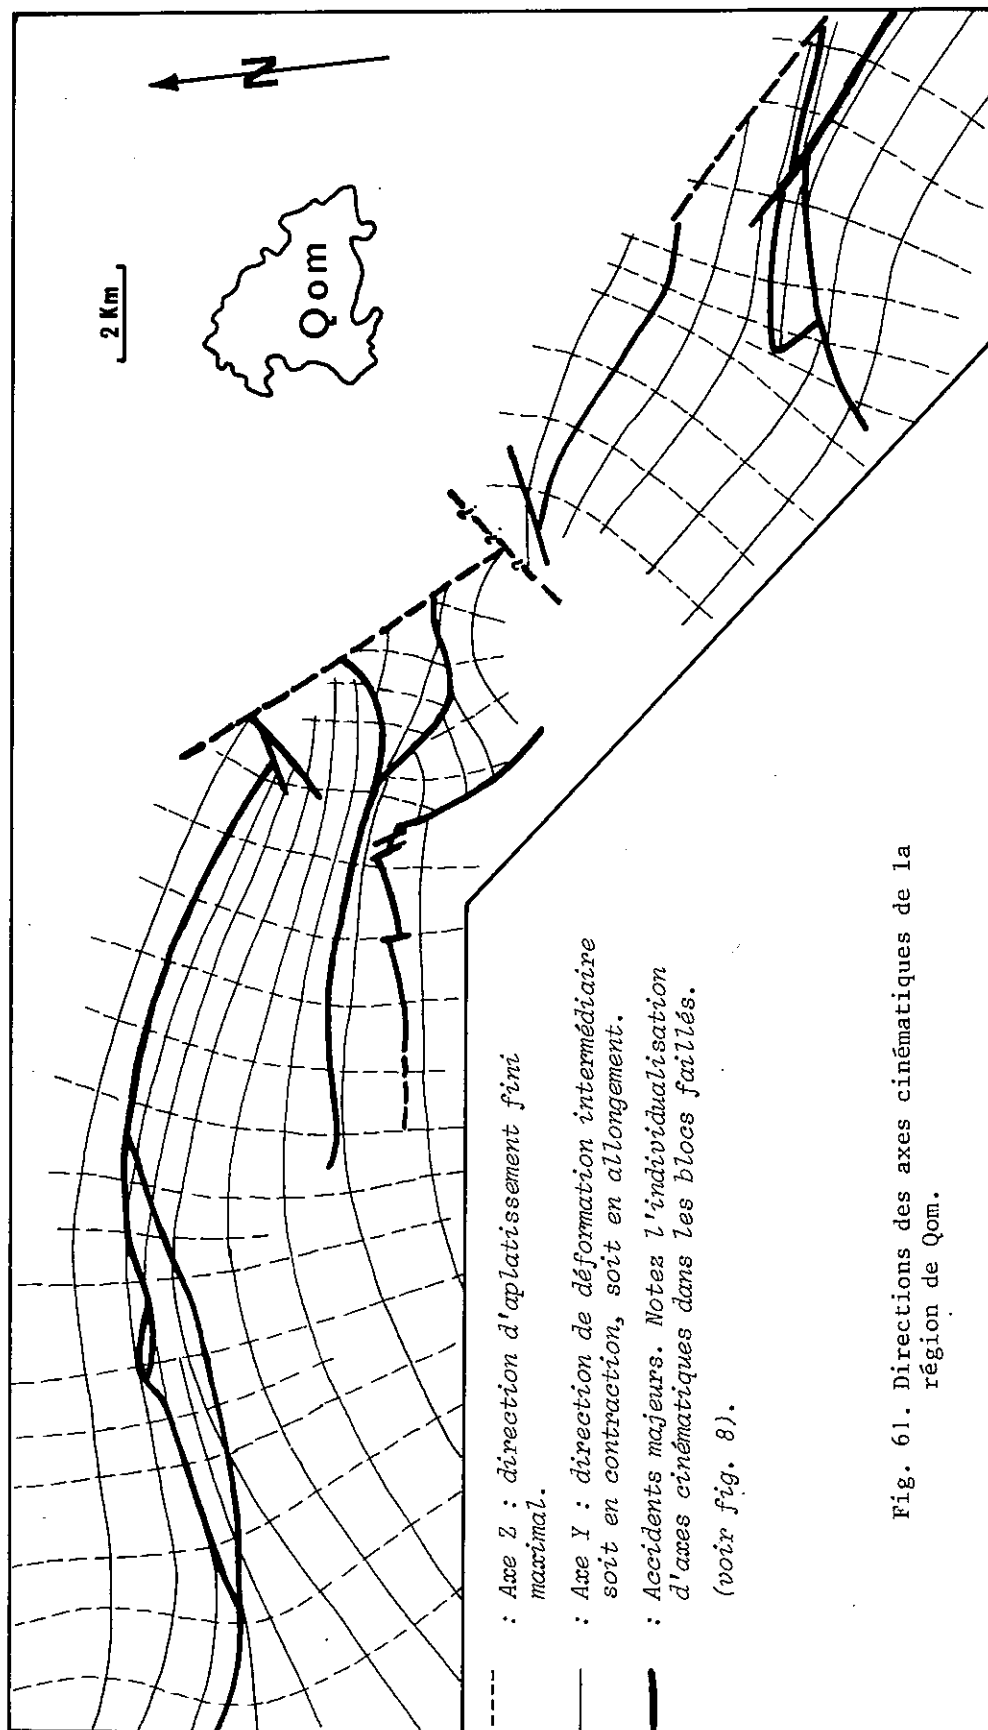 N
2 Km
Qom
: Axe Z : direction d'aplatissement fini
maximal.
: Axe Y : direction de déformation intermédiaire
soit en contraction, soit en allongement.
: Accidents majeurs. Notez l'individualisation
d'axes cinématiques dans les blocs faillés.
(voir fig. 8).
Fig. 61. Directions des axes cinématiques de la
région de Qom.